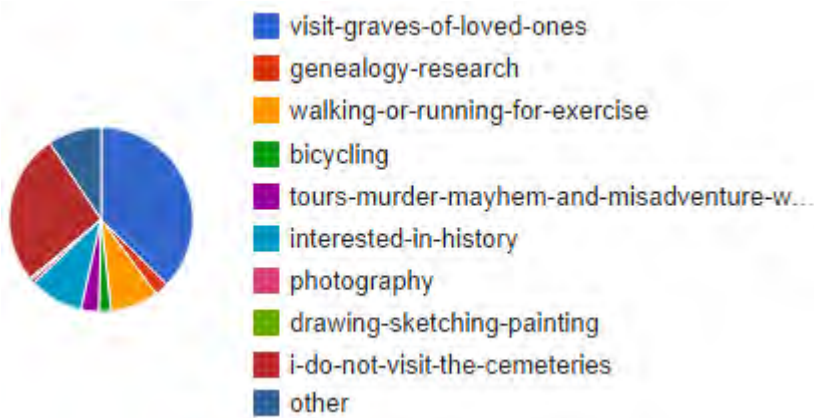 visit-graves-of-loved-ones
genealogy-research
walking-or-running-for-exercise
bicycling
tours-murder-mayhem-and-misadventure-w...
interested-in-history
photography
drawing-sketching-painting
i-do-not-visit-the-cemeteries
other